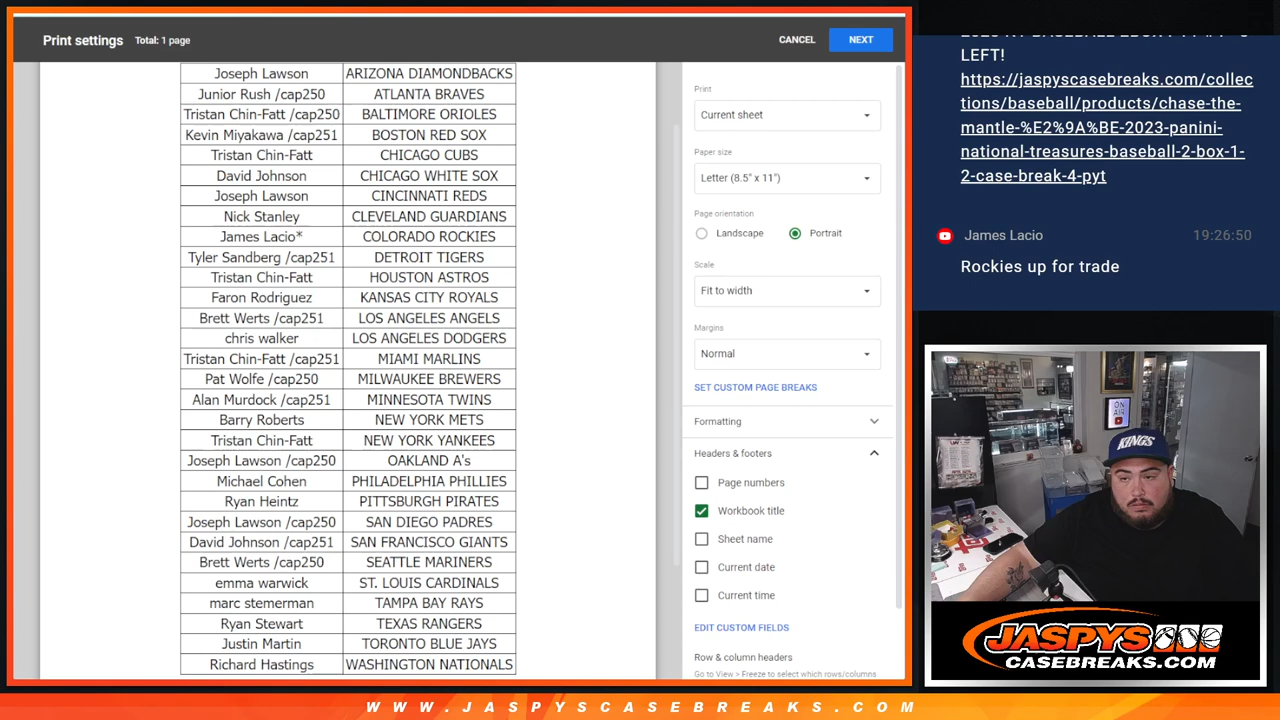 Print settings Total: 1 page CANCEL NEXT
Joseph Lawson ARIZONA DIAMONDBACKS
Junior Rush /cap250 ATLANTA BRAVES
Tristan Chin-Fatt /cap250 BALTIMORE ORIOLES
Kevin Miyakawa /cap251 BOSTON RED SOX
Tristan Chin-Fatt CHICAGO CUBS
David Johnson CHICAGO WHITE SOX
Joseph Lawson CINCINNATI REDS
Nick Stanley CLEVELAND GUARDIANS
James Lacio* COLORADO ROCKIES
Tyler Sandberg /cap251 DETROIT TIGERS
Tristan Chin-Fatt HOUSTON ASTROS
Faron Rodriguez KANSAS CITY ROYALS
Brett Werts /cap251 LOS ANGELES ANGELS
chris walker LOS ANGELES DODGERS
Tristan Chin-Fatt /cap251 MIAMI MARLINS
Pat Wolfe /cap250 MILWAUKEE BREWERS
Alan Murdock /cap251 MINNESOTA TWINS
Barry Roberts NEW YORK METS
Tristan Chin-Fatt NEW YORK YANKEES
Joseph Lawson /cap250 OAKLAND A's
Michael Cohen PHILADELPHIA PHILLIES
Ryan Heintz PITTSBURGH PIRATES
Joseph Lawson /cap250 SAN DIEGO PADRES
David Johnson /cap251 SAN FRANCISCO GIANTS
Brett Werts /cap250 SEATTLE MARINERS
emma warwick ST. LOUIS CARDINALS
marc stemerman TAMPA BAY RAYS
Ryan Stewart TEXAS RANGERS
Justin Martin TORONTO BLUE JAYS
Richard Hastings WASHINGTON NATIONALS
Print
Current sheet
Paper size
Letter (8.5" x 11")
Page orientation
Landscape Portrait
Scale
Fit to width
Margins
Normal
SET CUSTOM PAGE BREAKS
Formatting
Headers & footers
Page numbers
Workbook title
Sheet name
Current date
Current time
EDIT CUSTOM FIELDS
Row & column headers
Go to View > Freeze to select which rows/columns
LEFT!
https://jaspyscasebreaks.com/collec
tions/baseball/products/chase-the-
mantle-%E2%9A%BE-2023-panini-
national-treasures-baseball-2-box-1-
2-case-break-4-pyt
James Lacio 19:26:50
Rockies up for trade
ON
AIR
KINGS
JASPYS
CASEBREAKS.COM
WWW.JASPYSCASEBREAKS.COM